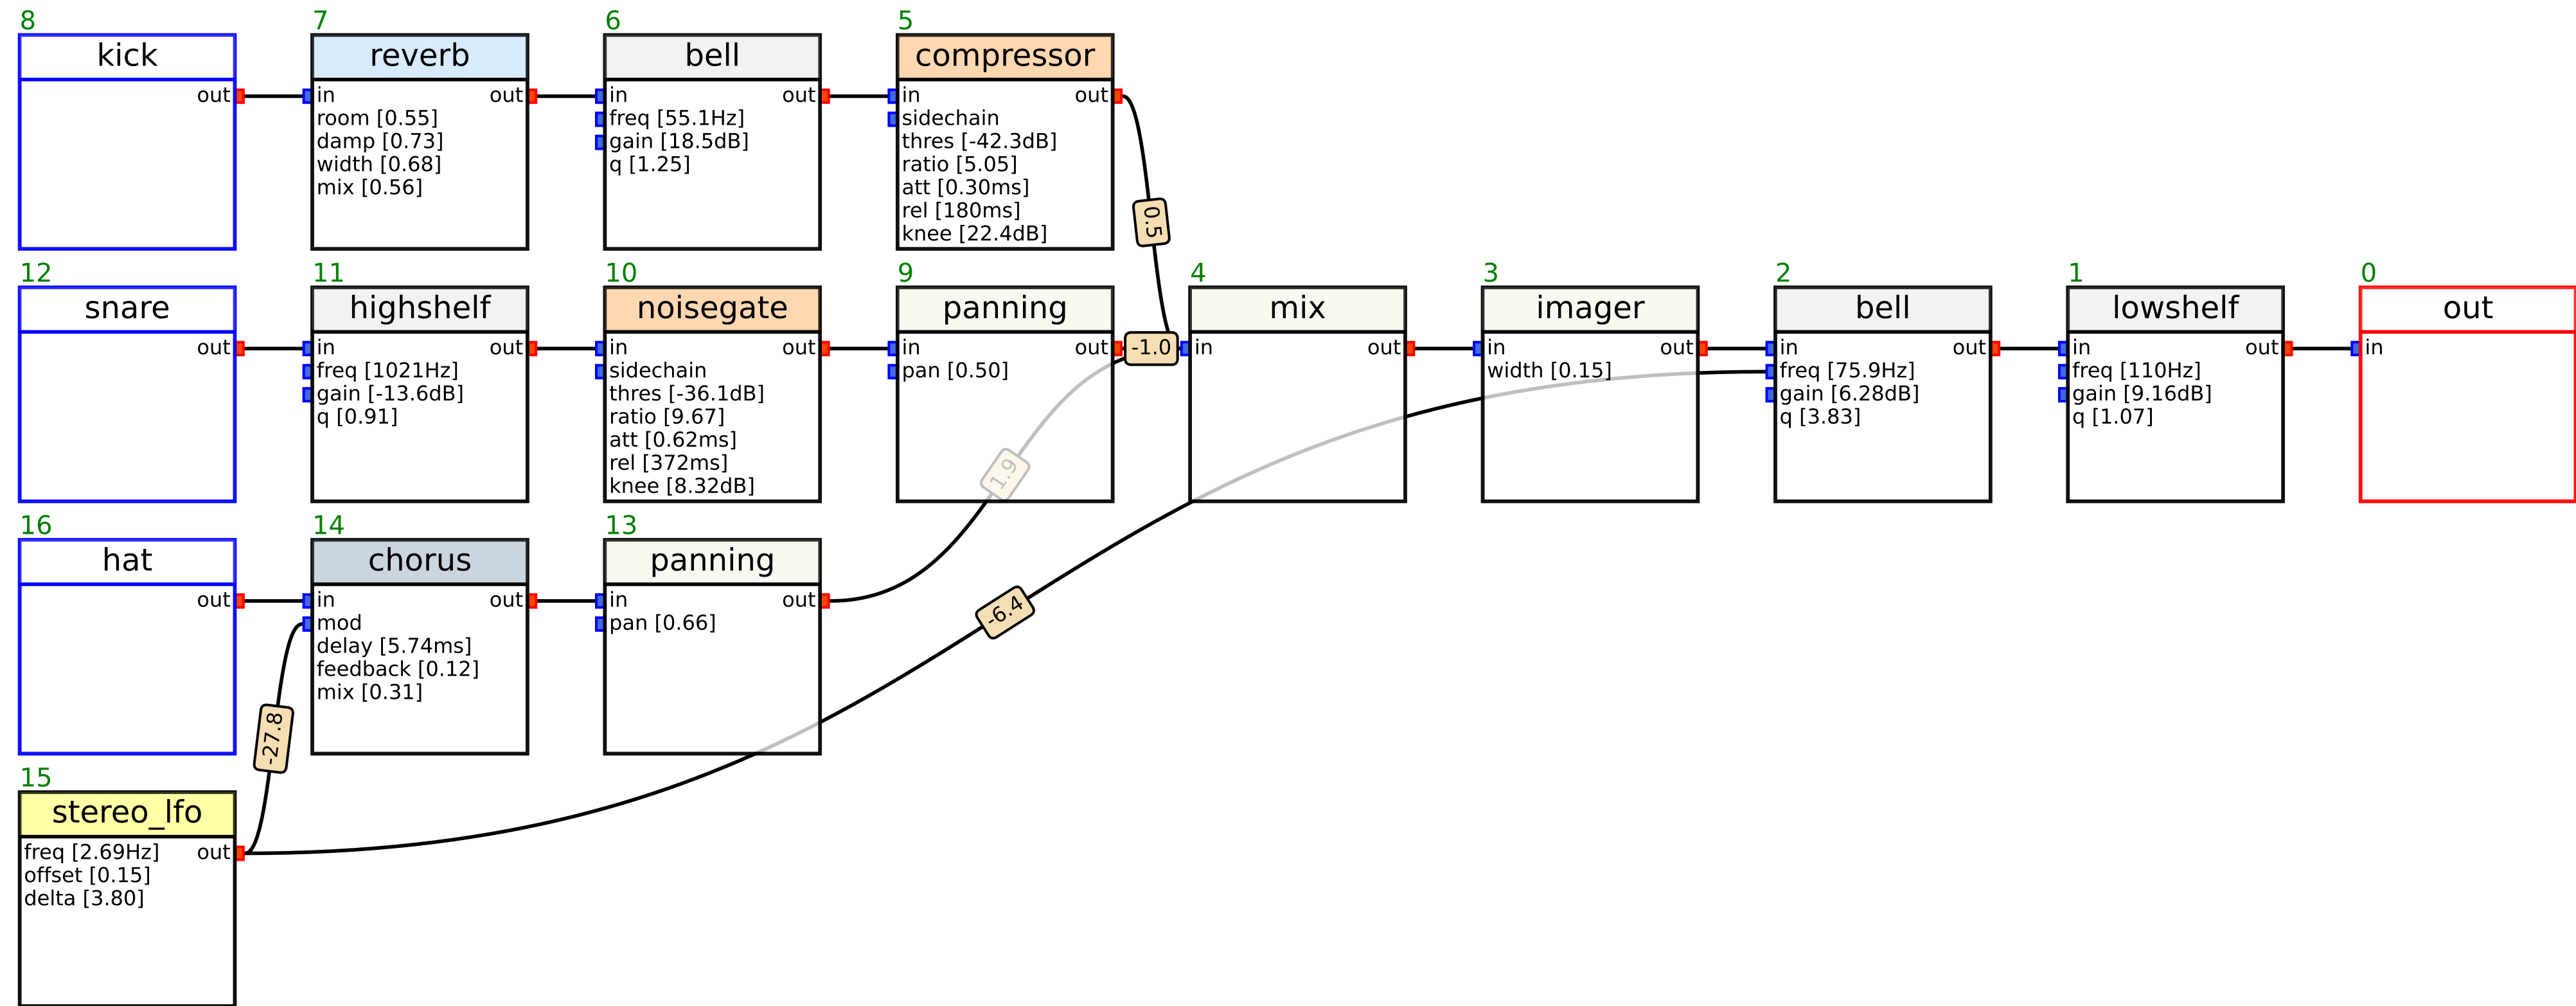 8
kick
out
7
reverb
in out
room [0.55]
damp [0.73]
width [0.68]
mix [0.56]
6
bell
in out
freq [55.1Hz]
gain [18.5dB]
q [1.25]
5
compressor
in out
sidechain
thres [-42.3dB]
ratio [5.05]
att [0.30ms]
rel [180ms]
knee [22.4dB]
0.5
12
snare
out
11
highshelf
in out
freq [1021Hz]
gain [-13.6dB]
q [0.91]
10
noisegate
in out
sidechain
thres [-36.1dB]
ratio [9.67]
att [0.62ms]
rel [372ms]
knee [8.32dB]
9
panning
in out
pan [0.50]
-1.0
1.9
4
mix
in out
3
imager
in out
width [0.15]
2
bell
in out
freq [75.9Hz]
gain [6.28dB]
q [3.83]
1
lowshelf
in out
freq [110Hz]
gain [9.16dB]
q [1.07]
0
out
in
16
hat
out
14
chorus
in out
mod
delay [5.74ms]
feedback [0.12]
mix [0.31]
13
panning
in out
pan [0.66]
-6.4
-27.8
15
stereo_lfo
freq [2.69Hz] out
offset [0.15]
delta [3.80]